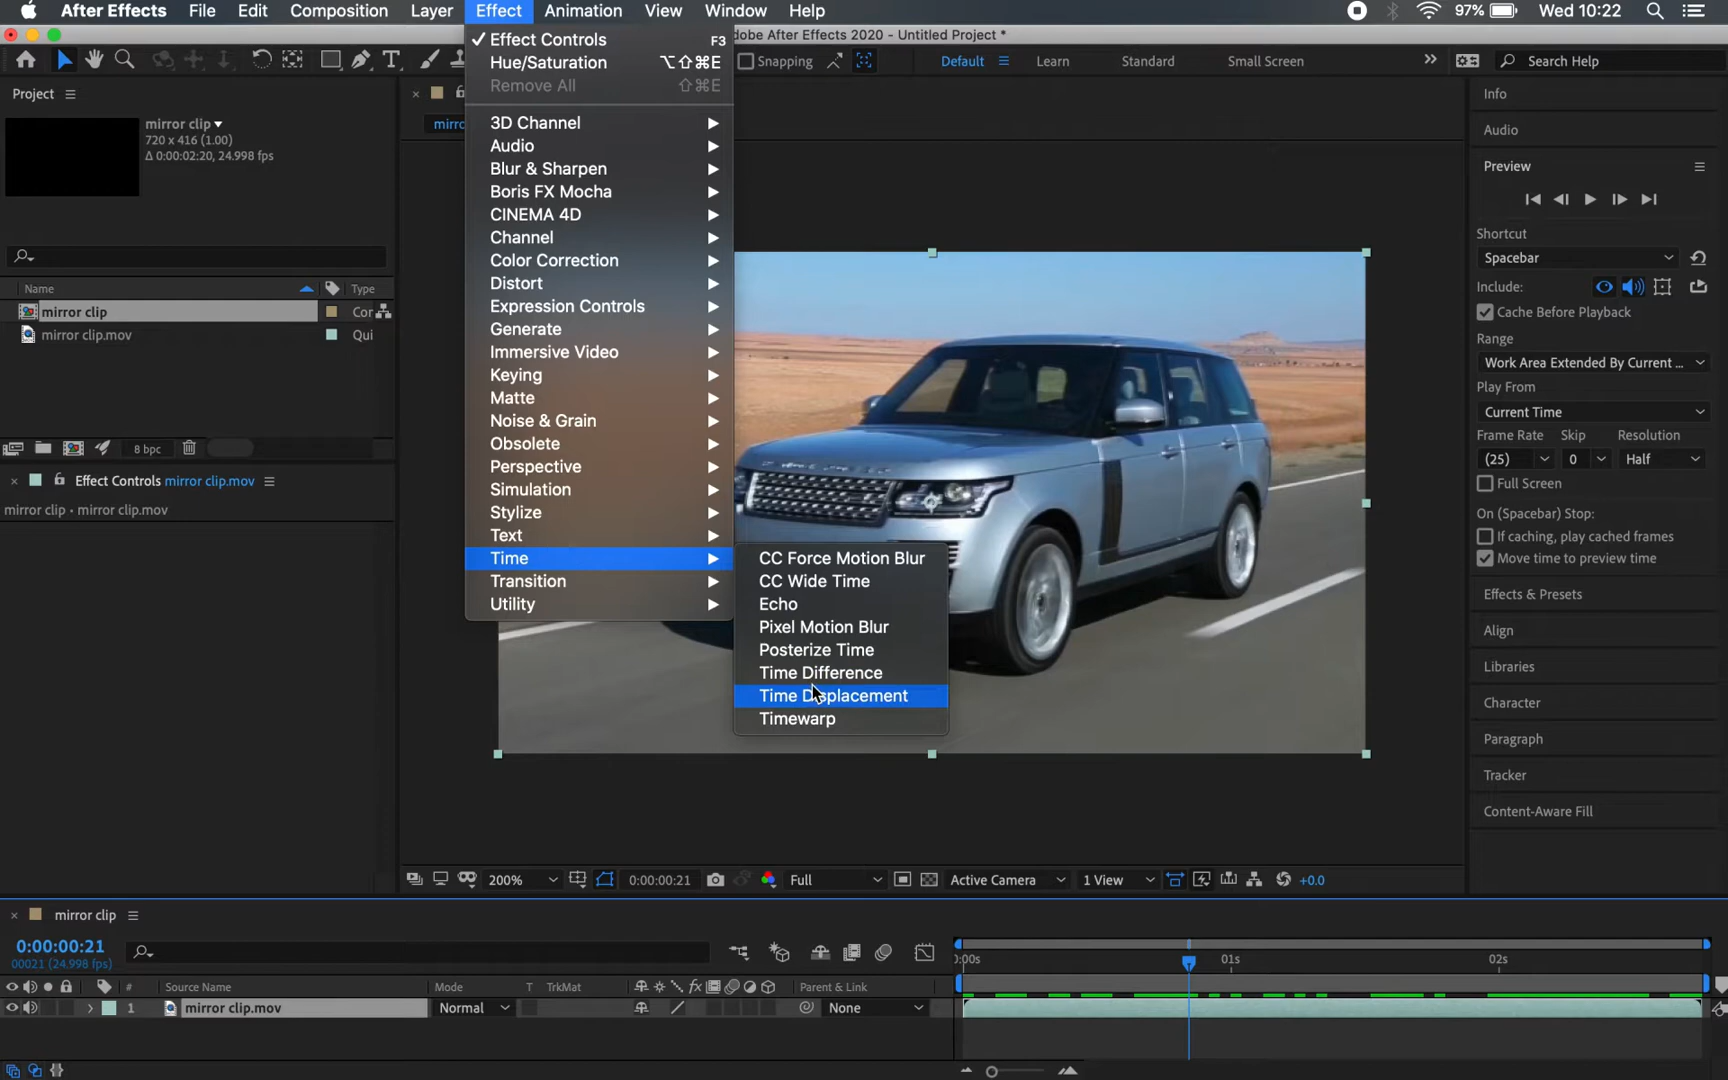 After Effects File Edit Composition Layer Effect Animation View Window Help 97% Wed 10:22
dobe After Effects 2020 - Untitled Project *
Snapping Default Learn Standard Small Screen Search Help
Project
mirror clip
720 x 416 (1.00)
Δ 0:00:02:20, 24.998 fps
Name Type
mirror clip Cor
mirror clip.mov Qui
8 bpc
Effect Controls mirror clip.mov
mirror clip • mirror clip.mov
mirro
Effect Controls F3
Hue/Saturation ⌥⇧⌘E
Remove All ⇧⌘E
3D Channel
Audio
Blur & Sharpen
Boris FX Mocha
CINEMA 4D
Channel
Color Correction
Distort
Expression Controls
Generate
Immersive Video
Keying
Matte
Noise & Grain
Obsolete
Perspective
Simulation
Stylize
Text
Time
Transition
Utility
CC Force Motion Blur
CC Wide Time
Echo
Pixel Motion Blur
Posterize Time
Time Difference
Time Displacement
Timewarp
Info
Audio
Preview
Shortcut
Spacebar
Include:
Cache Before Playback
Range
Work Area Extended By Current ...
Play From
Current Time
Frame Rate Skip Resolution
(25) 0 Half
Full Screen
On (Spacebar) Stop:
If caching, play cached frames
Move time to preview time
Effects & Presets
Align
Libraries
Character
Paragraph
Tracker
Content-Aware Fill
200% 0:00:00:21 Full Active Camera 1 View +0.0
mirror clip
0:00:00:21
00021 (24.998 fps)
):00s 01s 02s
# Source Name Mode T TrkMat fx Parent & Link
1 mirror clip.mov Normal None